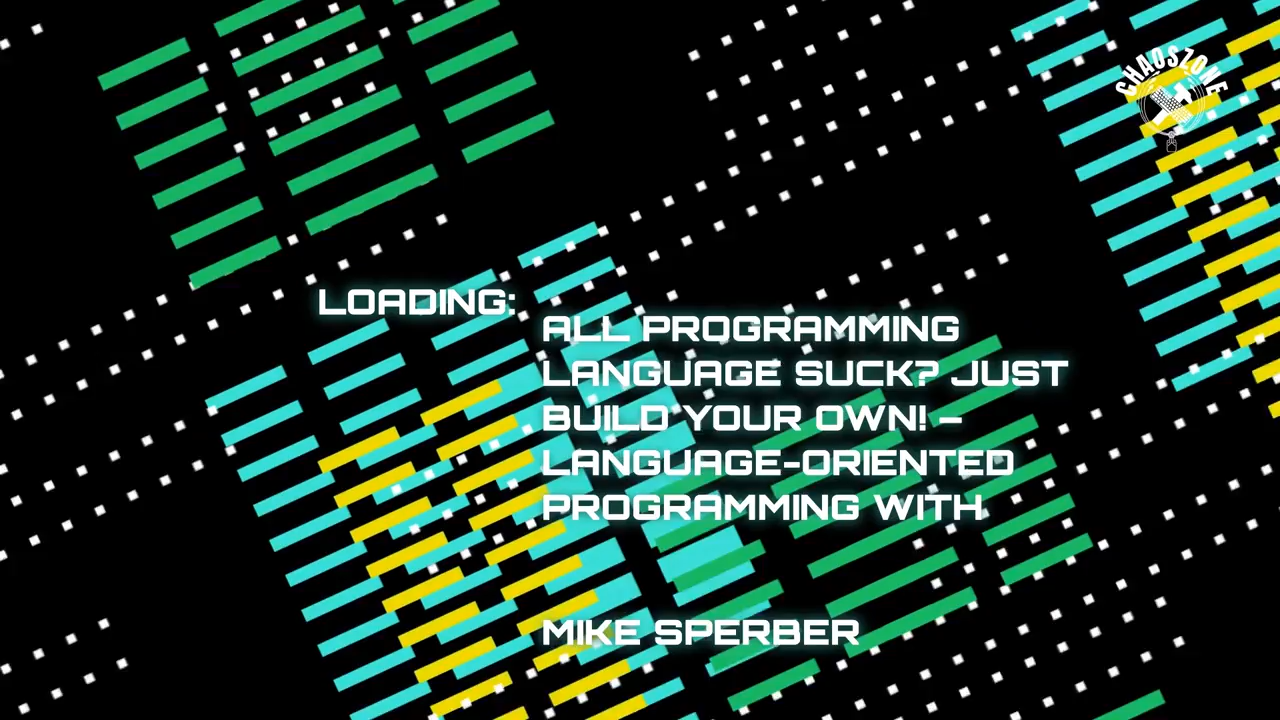 CHAOSZONE
LOADING:
ALL PROGRAMMING
LANGUAGE SUCK? JUST
BUILD YOUR OWN! –
LANGUAGE-ORIENTED
PROGRAMMING WITH
MIKE SPERBER